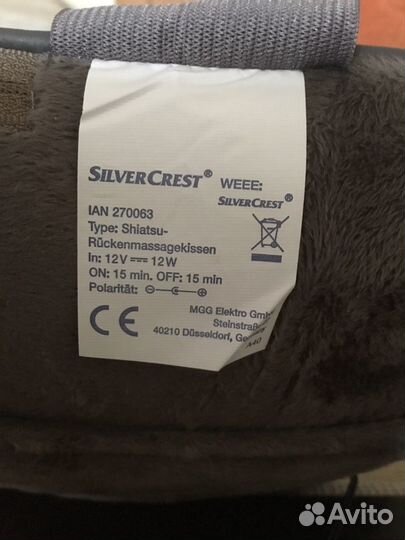 SILVERCREST® WEEE:
SILVERCREST®
IAN 270063
Type: Shiatsu-
Rückenmassagekissen
In: 12V⎓ 12W
ON: 15 min. OFF: 15 min
Polarität:
CE
MGG Elektro GmbH
40210 Düsseldorf,
A40
Avito